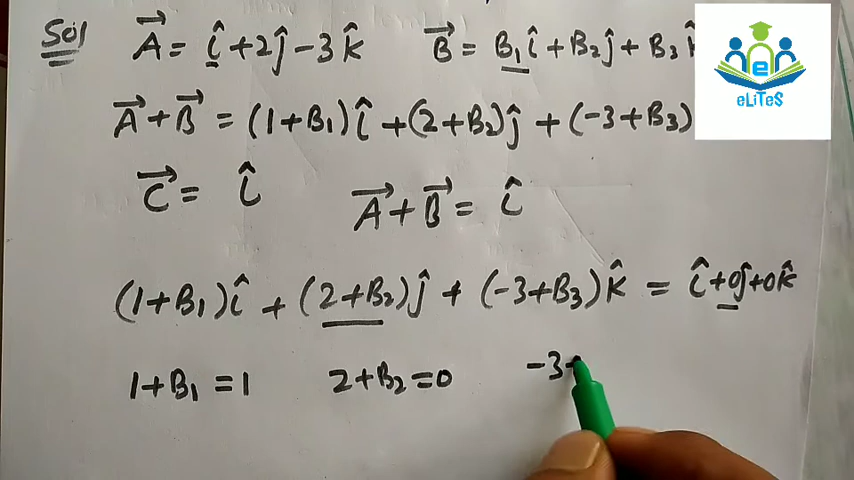 Sol A⃗ = î + 2ĵ - 3k̂ B⃗ = B₁î + B₂ĵ + B₃
A⃗ + B⃗ = (1+B₁)î + (2+B₂)ĵ + (-3+B₃)
C⃗ = î A⃗ + B⃗ = î
(1+B₁)î + (2+B₂)ĵ + (-3+B₃)k̂ = î+0ĵ+0k̂
1+B₁ = 1 2+B₂ = 0 -3+
e
eLiTeS